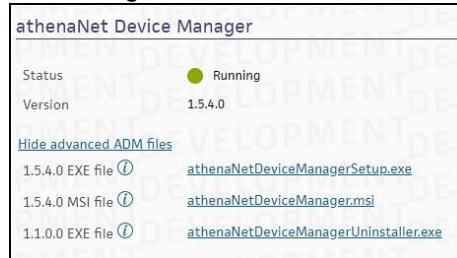 athenaNet Device Manager
Status Running
Version 1.5.4.0
Hide advanced ADM files
1.5.4.0 EXE file i athenaNetDeviceManagerSetup.exe
1.5.4.0 MSI file i athenaNetDeviceManager.msi
1.1.0.0 EXE file i athenaNetDeviceManagerUninstaller.exe